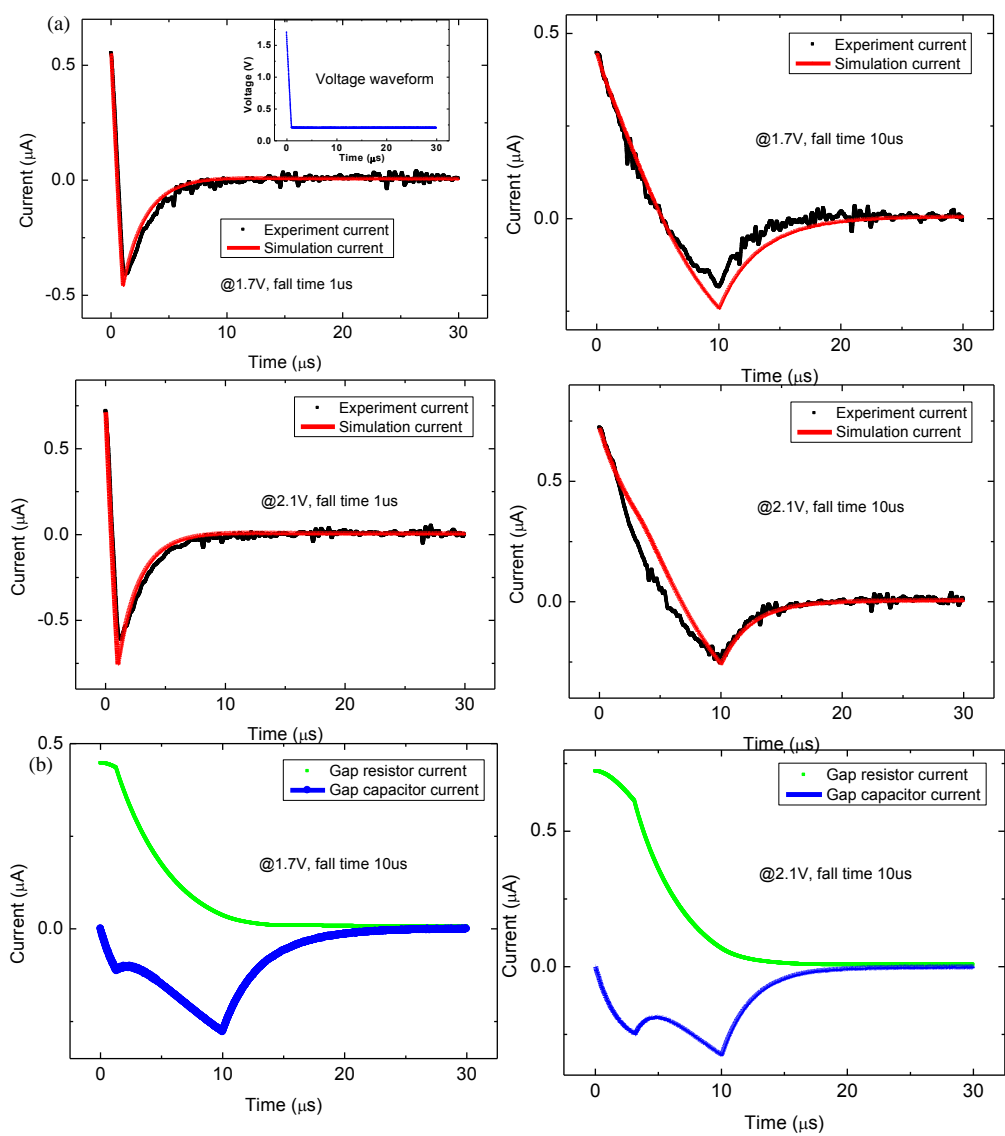 (a)
1.5
1.0
0.5
0.0
Voltage (V)
0 10 20 30
Time (μs)
Voltage waveform
0.5
0.0
-0.5
Current (μA)
Experiment current
Simulation current
@1.7V, fall time 1us
0 10 20 30
Time (μs)
0.5
0.0
Current (μA)
Experiment current
Simulation current
@1.7V, fall time 10us
0 10 20 30
Time (μs)
0.5
0.0
-0.5
Current (μA)
Experiment current
Simulation current
@2.1V, fall time 1us
0 10 20 30
Time (μs)
0.5
0.0
Current (μA)
Experiment current
Simulation current
@2.1V, fall time 10us
0 10 20 30
Time (μs)
(b)
0.5
0.0
Current (μA)
Gap resistor current
Gap capacitor current
@1.7V, fall time 10us
0 10 20 30
Time (μs)
0.5
0.0
Current (μA)
Gap resistor current
Gap capacitor current
@2.1V, fall time 10us
0 10 20 30
Time (μs)